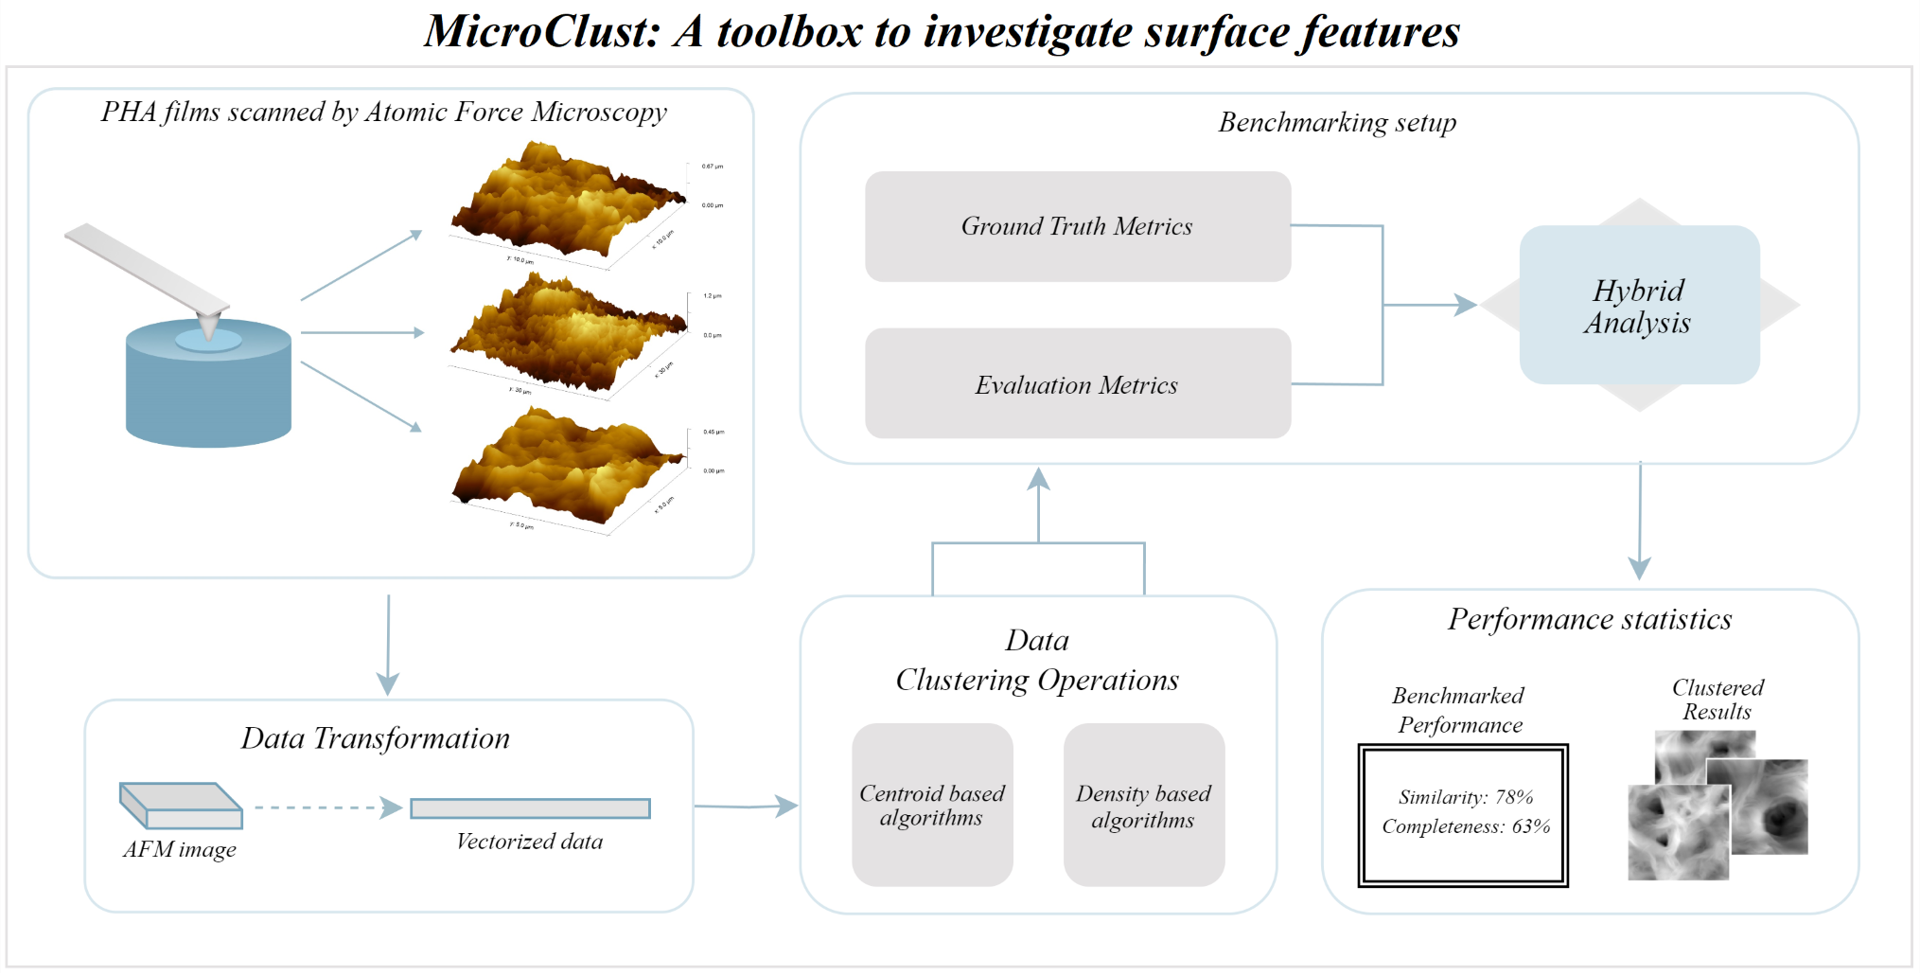 MicroClust: A toolbox to investigate surface features
PHA films scanned by Atomic Force Microscopy
0.67 µm
0.00 µm
x: 10.0 µm
y: 10.0 µm
1.2 µm
0.0 µm
x: 30 µm
y: 30 µm
0.45 µm
0.00 µm
x: 5.0 µm
y: 5.0 µm
Data Transformation
AFM image
Vectorized data
Data
Clustering Operations
Centroid based
algorithms
Density based
algorithms
Benchmarking setup
Ground Truth Metrics
Evaluation Metrics
Hybrid
Analysis
Performance statistics
Benchmarked
Performance
Similarity: 78%
Completeness: 63%
Clustered
Results